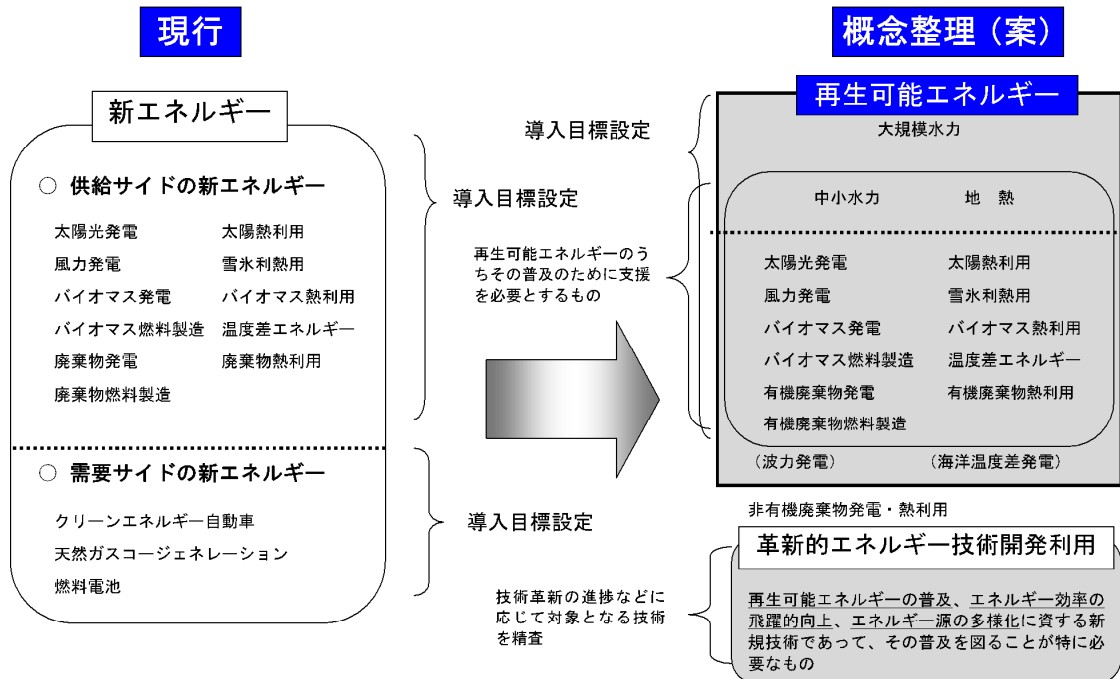 現行
新エネルギー
○ 供給サイドの新エネルギー
太陽光発電 太陽熱利用
風力発電 雪氷利熱用
バイオマス発電 バイオマス熱利用
バイオマス燃料製造 温度差エネルギー
廃棄物発電 廃棄物熱利用
廃棄物燃料製造
○ 需要サイドの新エネルギー
クリーンエネルギー自動車
天然ガスコージェネレーション
燃料電池
導入目標設定
導入目標設定
概念整理（案）
導入目標設定
再生可能エネルギーのう
ちその普及のために支援
を必要とするもの
再生可能エネルギー
大規模水力
中小水力 地 熱
太陽光発電 太陽熱利用
風力発電 雪氷利熱用
バイオマス発電 バイオマス熱利用
バイオマス燃料製造 温度差エネルギー
有機廃棄物発電 有機廃棄物熱利用
有機廃棄物燃料製造
（波力発電） （海洋温度差発電）
非有機廃棄物発電・熱利用
革新的エネルギー技術開発利用
技術革新の進捗などに
応じて対象となる技術
を精査
再生可能エネルギーの普及、エネルギー効率の
飛躍的向上、エネルギー源の多様化に資する新
規技術であって、その普及を図ることが特に必
要なもの